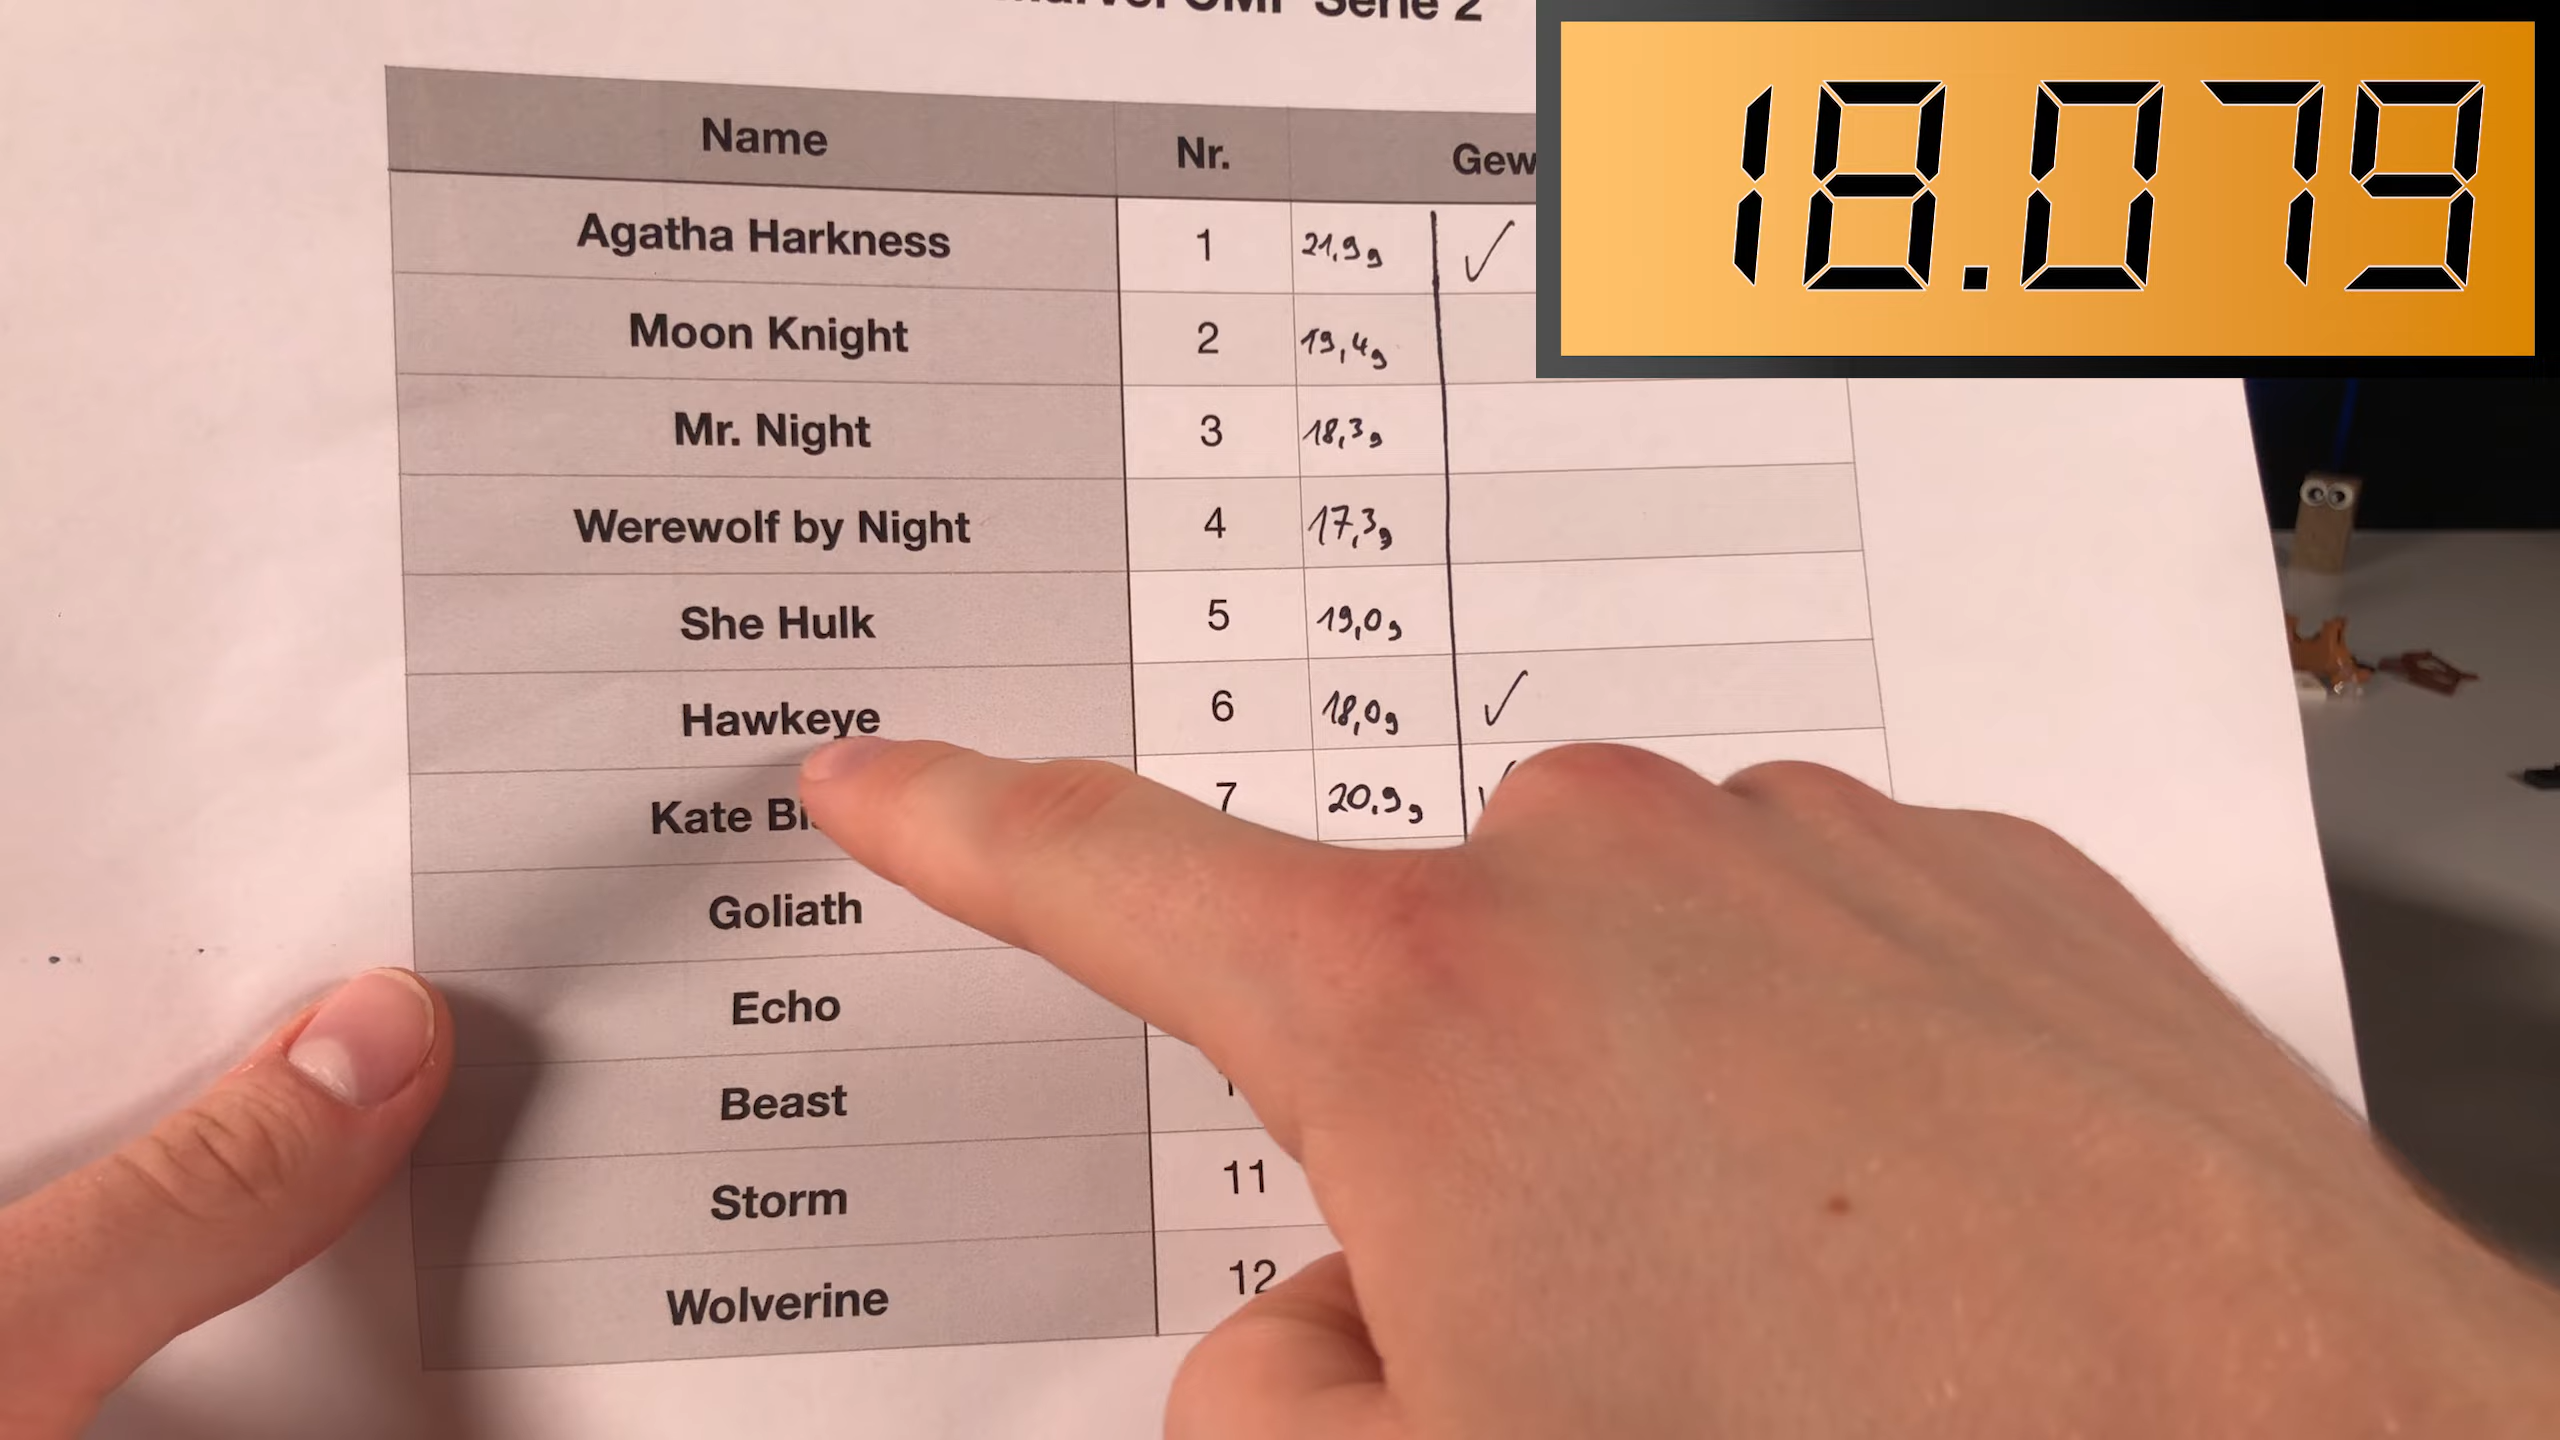 Marvel CMF Serie 2
18.079
Name Nr. Gew
Agatha Harkness 1 21,9g
Moon Knight 2 19,4g
Mr. Night 3 18,3g
Werewolf by Night 4 17,3g
She Hulk 5 19,0g
Hawkeye 6 18,0g
Kate Bi 7 20,9g
Goliath
Echo
Beast
Storm 11
Wolverine 12